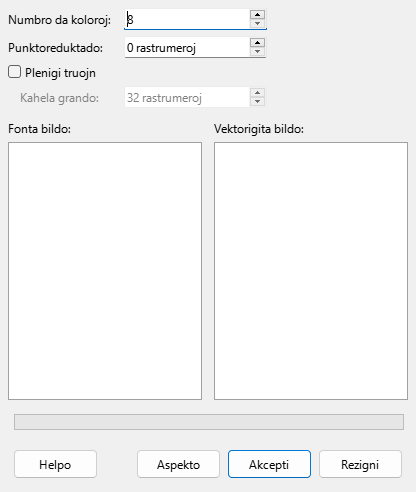 Numbro da koloroj: 8
Punktoreduktado: 0 rastrumeroj
Plenigi truojn
Kahela grando: 32 rastrumeroj
Fonta bildo: Vektorigita bildo:
Helpo Aspekto Akcepti Rezigni